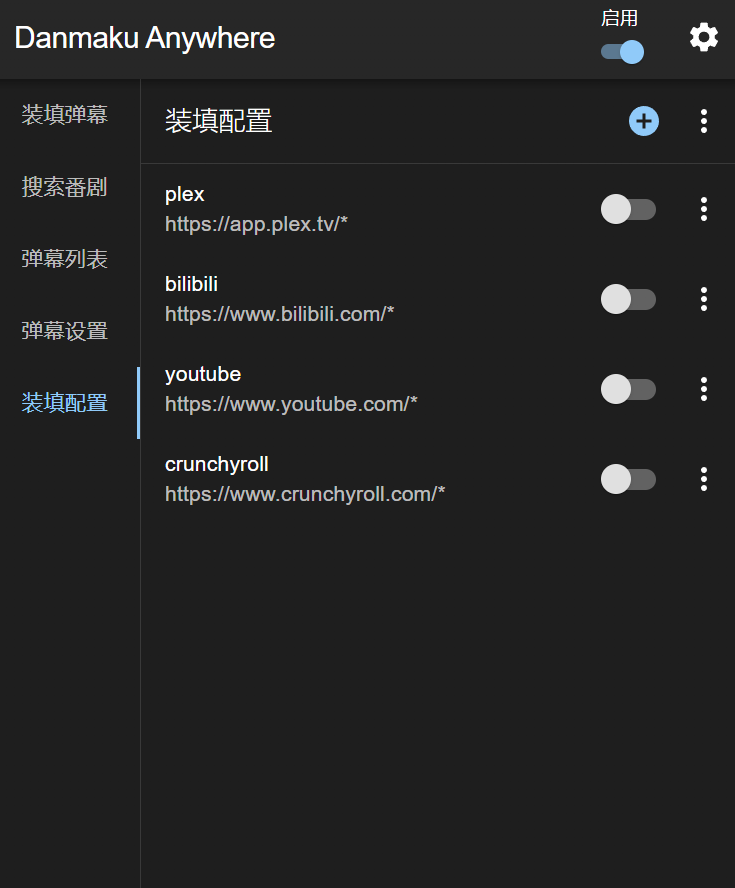 Danmaku Anywhere
启用
装填弹幕
搜索番剧
弹幕列表
弹幕设置
装填配置
装填配置
plex
https://app.plex.tv/*
bilibili
https://www.bilibili.com/*
youtube
https://www.youtube.com/*
crunchyroll
https://www.crunchyroll.com/*